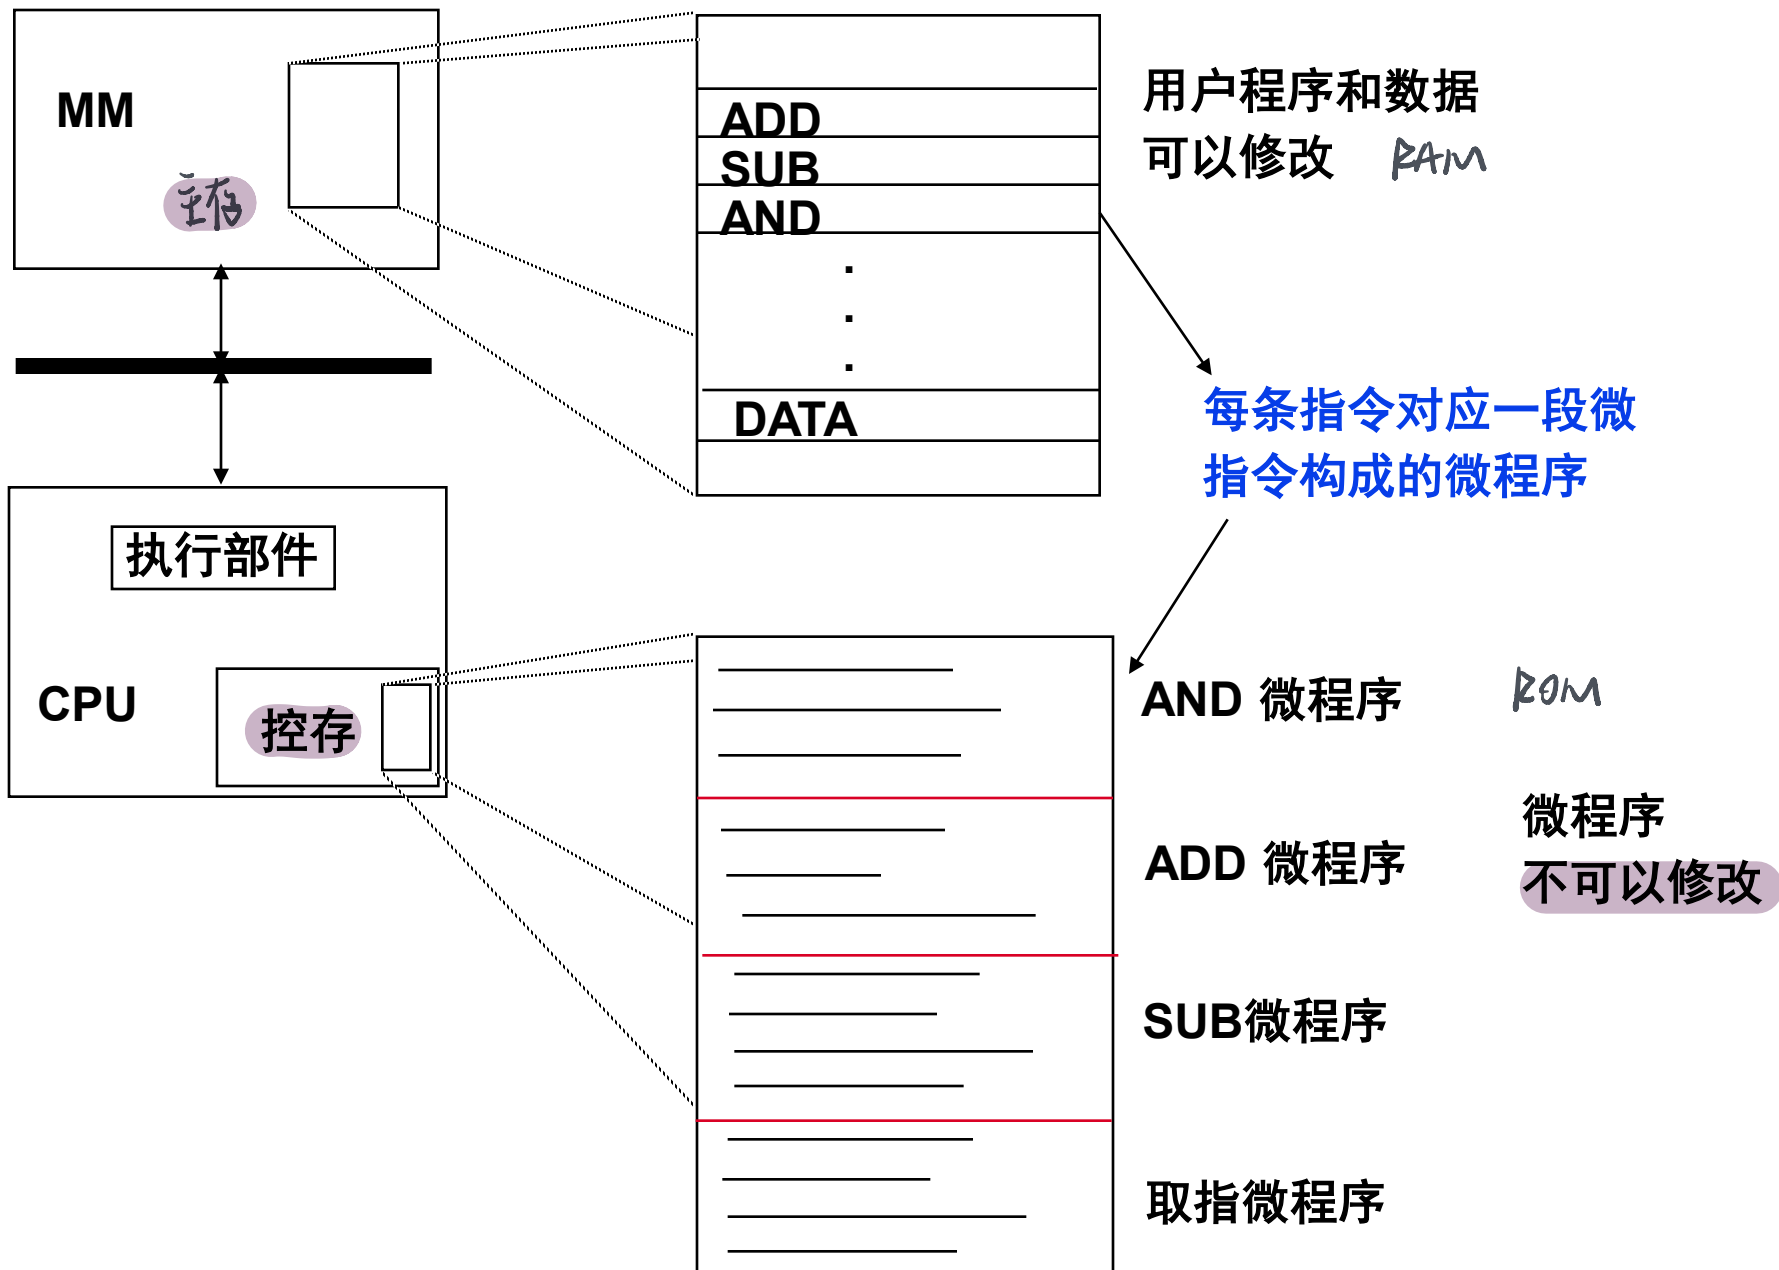 MM
主存
ADD
SUB
AND
.
.
.
DATA
用户程序和数据
可以修改 RAM
每条指令对应一段微
指令构成的微程序
执行部件
CPU
控存
AND 微程序 ROM
ADD 微程序
微程序
不可以修改
SUB微程序
取指微程序